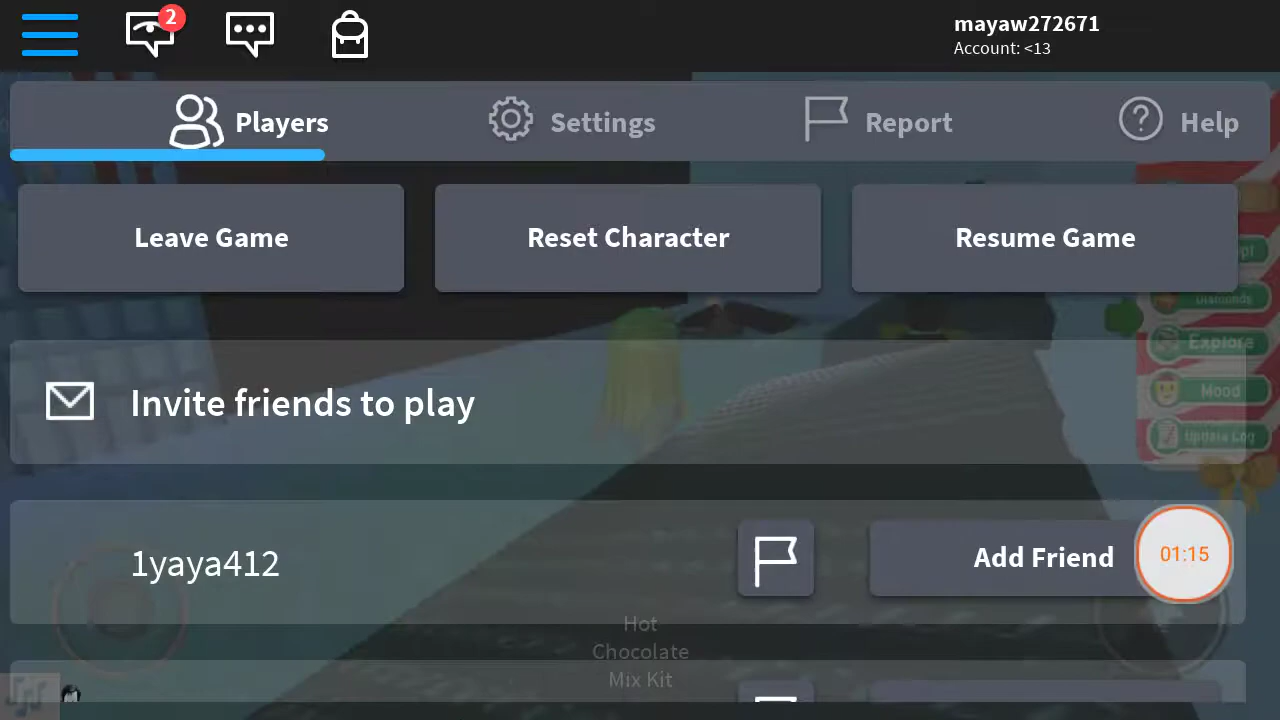 2
mayaw272671
Account: <13
Players
Settings
Report
Help
Leave Game
Reset Character
Resume Game
Diamonds
Explore
Mood
Update Log
Invite friends to play
1yaya412
Add Friend
01:15
Hot
Chocolate
Mix Kit